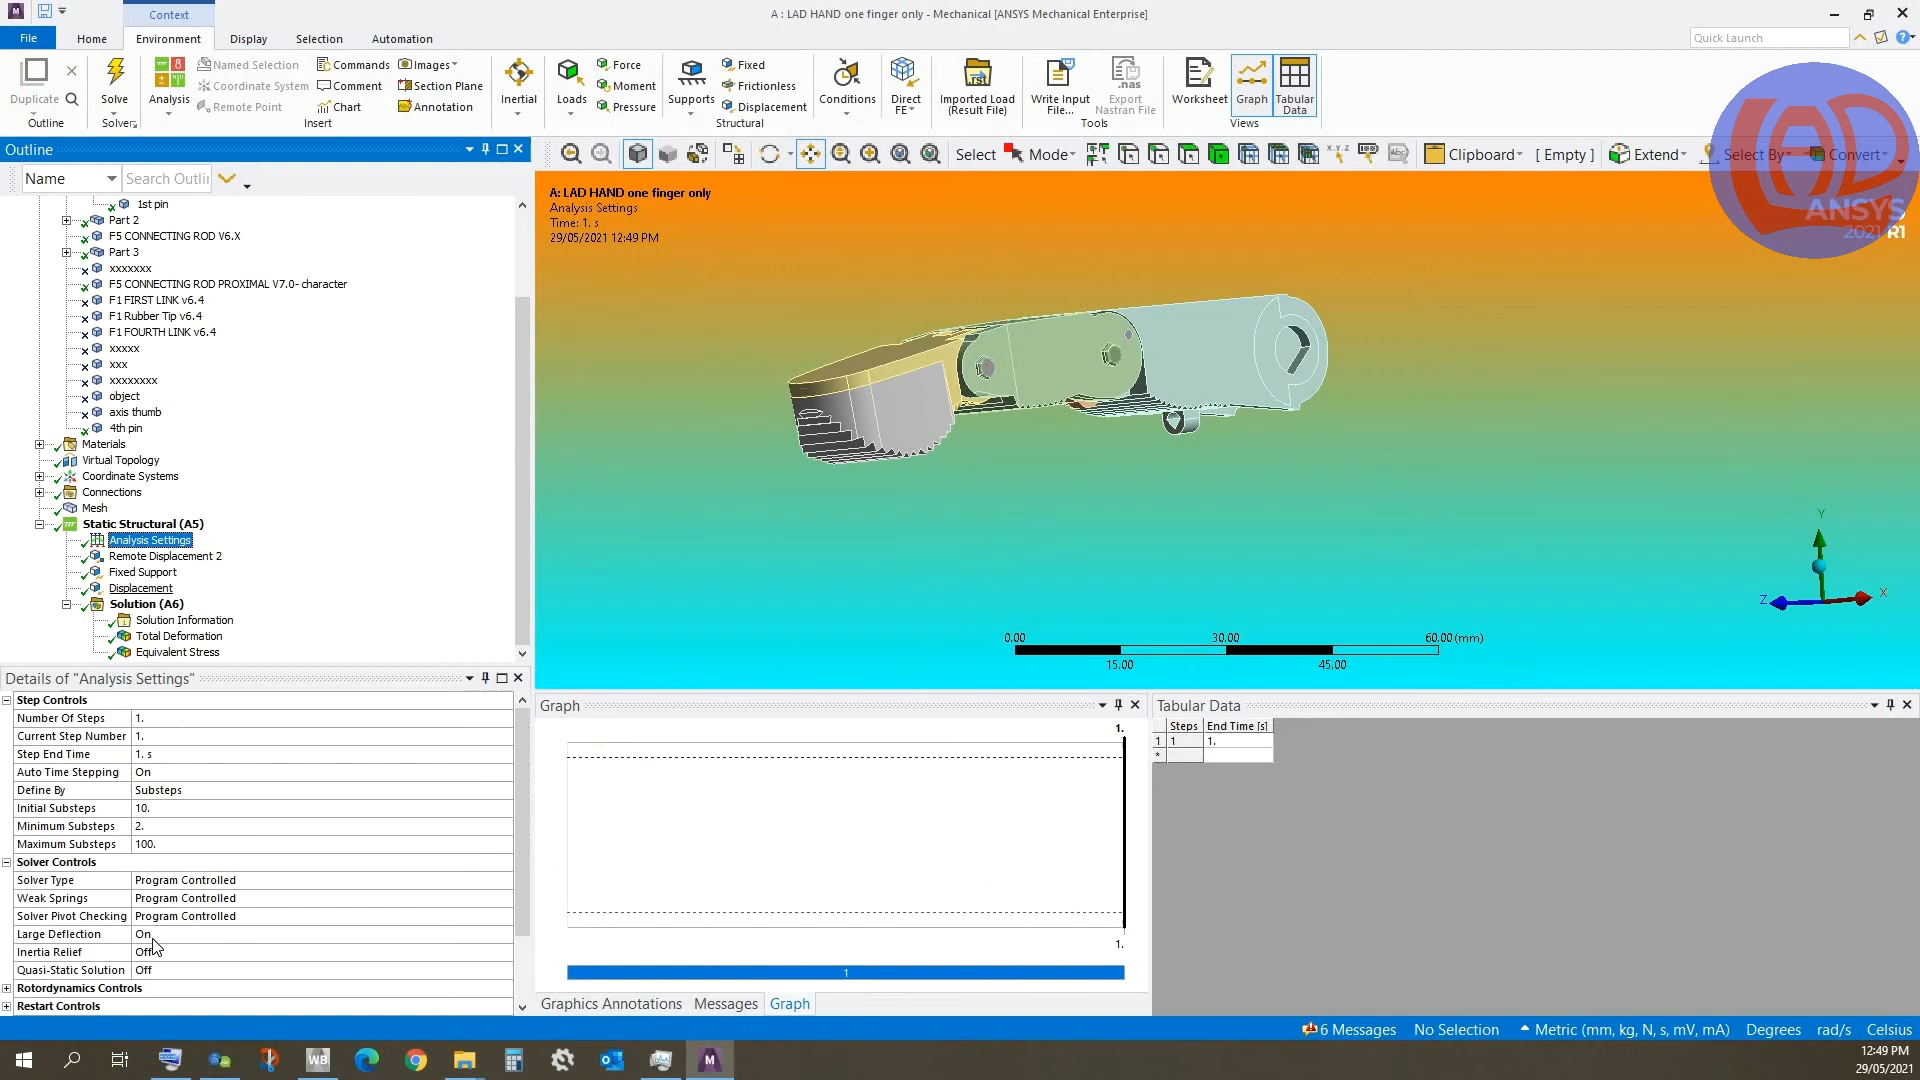 Context
A : LAD HAND one finger only - Mechanical [ANSYS Mechanical Enterprise]
File Home Environment Display Selection Automation
Quick Launch
Duplicate
Outline
Solve
Solver
Analysis
Named Selection
Coordinate System
Remote Point
Commands
Comment
Chart
Images
Section Plane
Annotation
Insert
Inertial
Loads
Force
Moment
Pressure
Supports
Fixed
Frictionless
Displacement
Structural
Conditions
Direct FE
Imported Load (Result File)
Write Input File...
Export Nastran File
Tools
Worksheet
Graph
Tabular Data
Views
Outline
Name
Search Outli
Select Mode
Clipboard [ Empty ] Extend Select By Convert
1st pin
Part 2
F5 CONNECTING ROD V6.X
Part 3
xxxxxxx
F5 CONNECTING ROD PROXIMAL V7.0- character
F1 FIRST LINK v6.4
F1 Rubber Tip v6.4
F1 FOURTH LINK v6.4
xxxxx
xxx
xxxxxxxx
object
axis thumb
4th pin
Materials
Virtual Topology
Coordinate Systems
Connections
Mesh
Static Structural (A5)
Analysis Settings
Remote Displacement 2
Fixed Support
Displacement
Solution (A6)
Solution Information
Total Deformation
Equivalent Stress
A: LAD HAND one finger only
Analysis Settings
Time: 1. s
29/05/2021 12:49 PM
LAD
ANSYS
2021 R1
Y
Z X
0.00 30.00 60.00 (mm)
15.00 45.00
Details of "Analysis Settings"
Step Controls
Number Of Steps 1.
Current Step Number 1.
Step End Time 1. s
Auto Time Stepping On
Define By Substeps
Initial Substeps 10.
Minimum Substeps 2.
Maximum Substeps 100.
Solver Controls
Solver Type Program Controlled
Weak Springs Program Controlled
Solver Pivot Checking Program Controlled
Large Deflection On
Inertia Relief Off
Quasi-Static Solution Off
Rotordynamics Controls
Restart Controls
Graph
1.
1.
1
Graphics Annotations Messages Graph
Tabular Data
Steps End Time [s]
1 1 1.
*
6 Messages No Selection Metric (mm, kg, N, s, mV, mA) Degrees rad/s Celsius
12:49 PM
29/05/2021